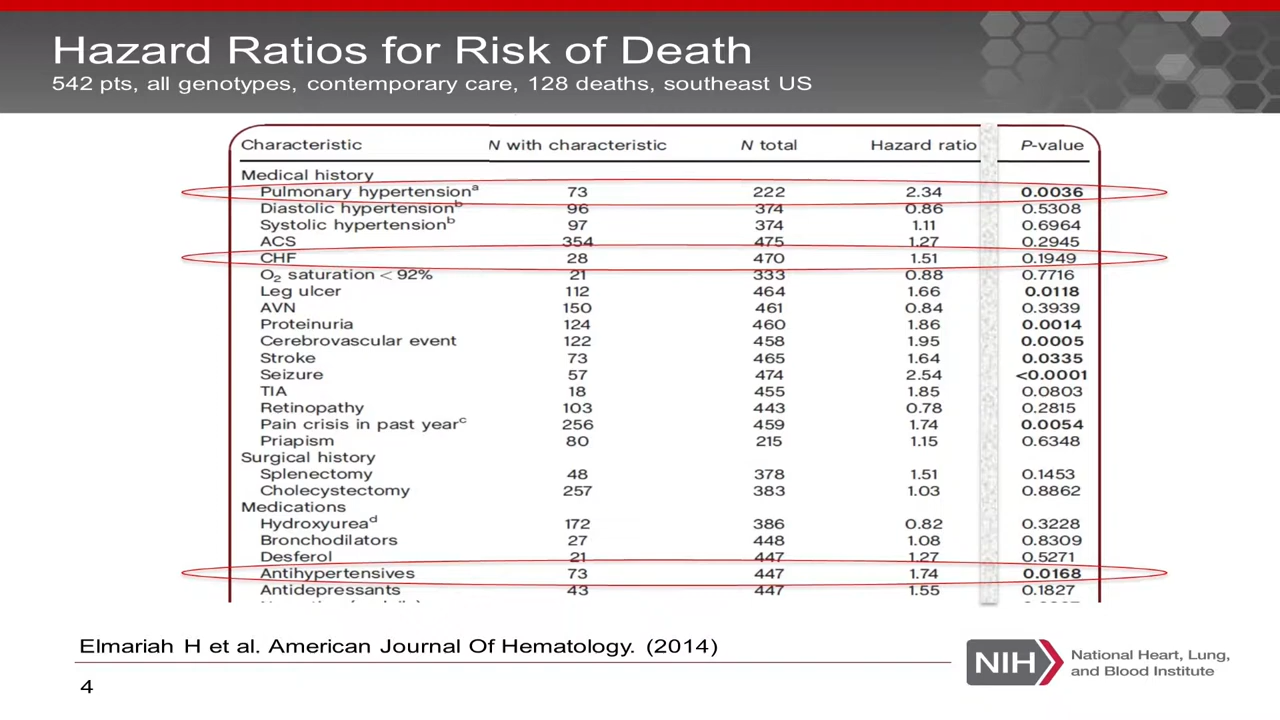 Hazard Ratios for Risk of Death
542 pts, all genotypes, contemporary care, 128 deaths, southeast US
Characteristic N with characteristic N total Hazard ratio P-value
Medical history
Pulmonary hypertensionᵃ 73 222 2.34 0.0036
Diastolic hypertensionᵇ 96 374 0.86 0.5308
Systolic hypertensionᵇ 97 374 1.11 0.6964
ACS 354 475 1.27 0.2945
CHF 28 470 1.51 0.1949
O₂ saturation < 92% 21 333 0.88 0.7716
Leg ulcer 112 464 1.66 0.0118
AVN 150 461 0.84 0.3939
Proteinuria 124 460 1.86 0.0014
Cerebrovascular event 122 458 1.95 0.0005
Stroke 73 465 1.64 0.0335
Seizure 57 474 2.54 <0.0001
TIA 18 455 1.85 0.0803
Retinopathy 103 443 0.78 0.2815
Pain crisis in past yearᶜ 256 459 1.74 0.0054
Priapism 80 215 1.15 0.6348
Surgical history
Splenectomy 48 378 1.51 0.1453
Cholecystectomy 257 383 1.03 0.8862
Medications
Hydroxyureaᵈ 172 386 0.82 0.3228
Bronchodilators 27 448 1.08 0.8309
Desferol 21 447 1.27 0.5271
Antihypertensives 73 447 1.74 0.0168
Antidepressants 43 447 1.55 0.1827
Elmariah H et al. American Journal Of Hematology. (2014)
4
NIH
National Heart, Lung,
and Blood Institute